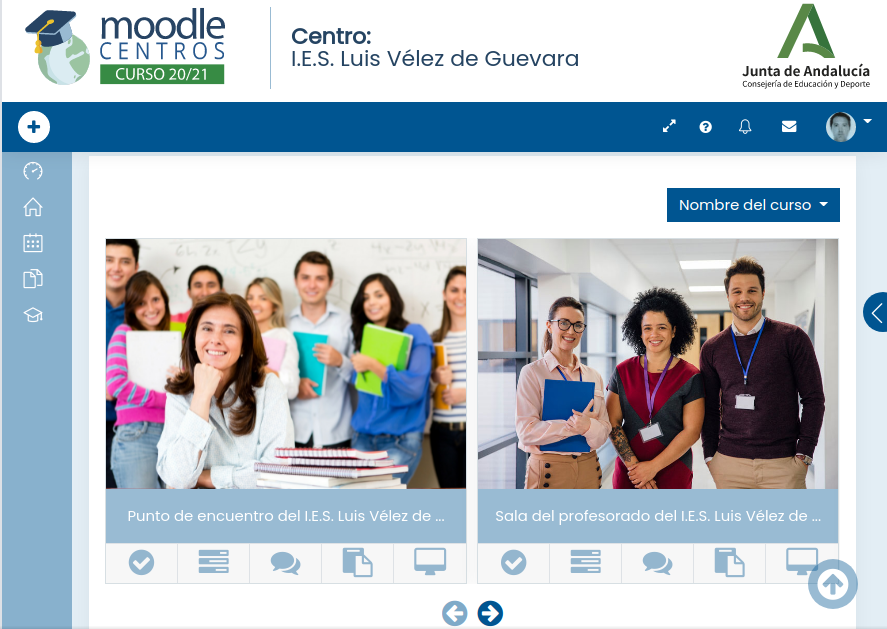 moodle
CENTROS
CURSO 20/21
Centro:
I.E.S. Luis Vélez de Guevara
Junta de Andalucía
Consejería de Educación y Deporte
Nombre del curso
Punto de encuentro del I.E.S. Luis Vélez de ...
Sala del profesorado del I.E.S. Luis Vélez de ...